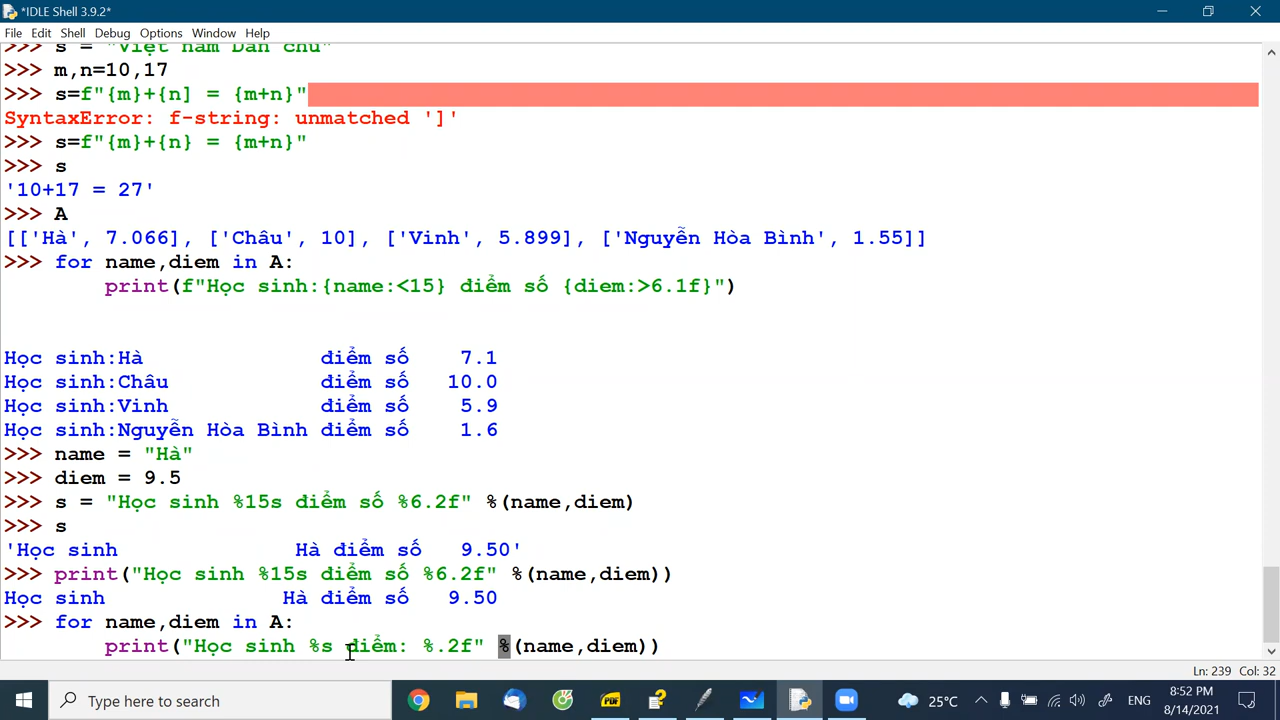 *IDLE Shell 3.9.2*
File Edit Shell Debug Options Window Help
>>> s = "Việt nam Dân chủ"
>>> m,n=10,17
>>> s=f"{m}+{n] = {m+n}"
SyntaxError: f-string: unmatched ']'
>>> s=f"{m}+{n} = {m+n}"
>>> s
'10+17 = 27'
>>> A
[['Hà', 7.066], ['Châu', 10], ['Vinh', 5.899], ['Nguyễn Hòa Bình', 1.55]]
>>> for name,diem in A:
print(f"Học sinh:{name:<15} điểm số {diem:>6.1f}")
Học sinh:Hà điểm số 7.1
Học sinh:Châu điểm số 10.0
Học sinh:Vinh điểm số 5.9
Học sinh:Nguyễn Hòa Bình điểm số 1.6
>>> name = "Hà"
>>> diem = 9.5
>>> s = "Học sinh %15s điểm số %6.2f" %(name,diem)
>>> s
'Học sinh Hà điểm số 9.50'
>>> print("Học sinh %15s điểm số %6.2f" %(name,diem))
Học sinh Hà điểm số 9.50
>>> for name,diem in A:
print("Học sinh %s điểm: %.2f" %(name,diem))
Ln: 239 Col: 32
Type here to search
25°C
ENG
8:52 PM
8/14/2021